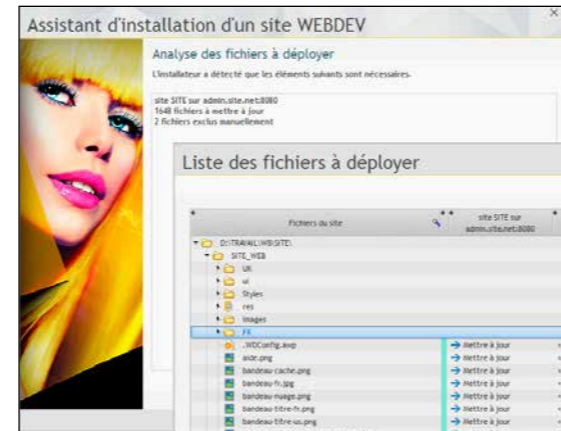 Assistant d'installation d'un site WEBDEV
Analyse des fichiers à déployer
L'installateur a détecté que les éléments suivants sont nécessaires.
site SITE sur admin.site.net:8080
1648 fichiers à mettre à jour
2 fichiers exclus manuellement
Liste des fichiers à déployer
Fichiers du site
site SITE sur
admin.site.net:8080
D:\TRAVAIL\WB\SITE\
SITE_WEB
UK
ui
Styles
res
Images
FR
.WDConfig.awp Mettre à jour
aide.png Mettre à jour
bandeau-cache.png Mettre à jour
bandeau-fr.jpg Mettre à jour
bandeau-nuage.png Mettre à jour
bandeau-titre-fr.png Mettre à jour
bandeau-titre-us.png Mettre à jour